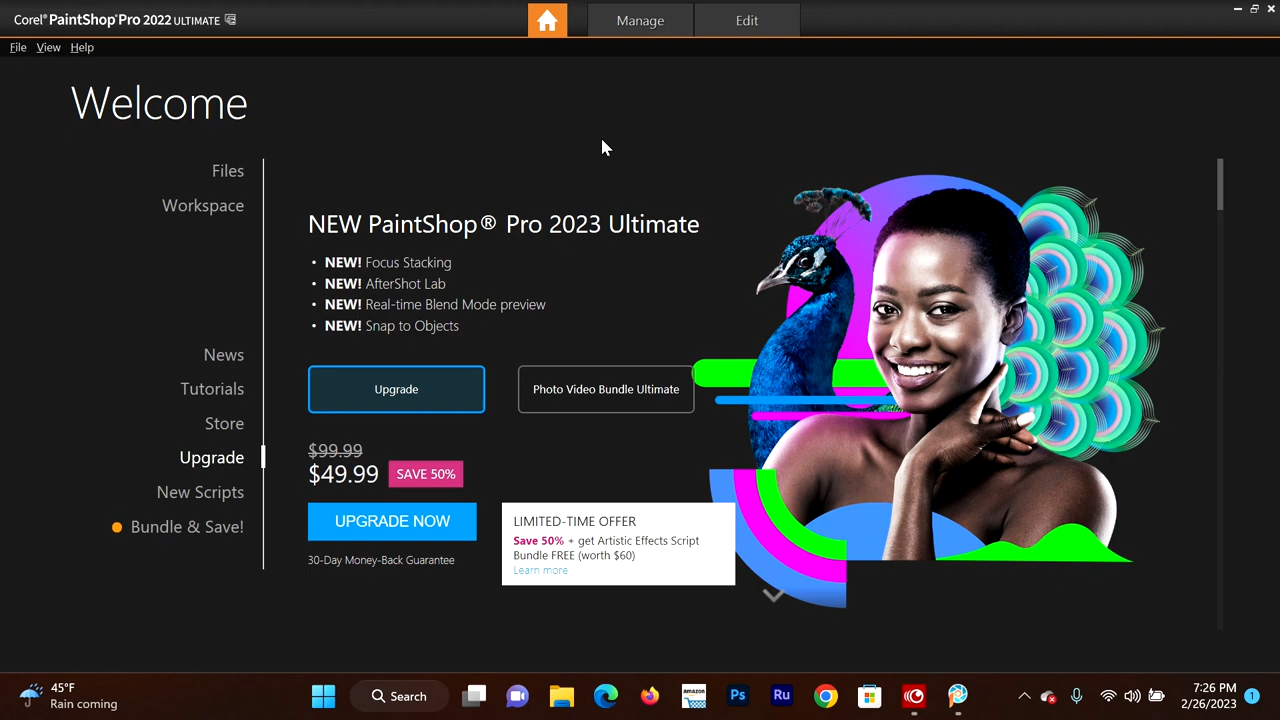 Corel® PaintShop® Pro 2022 ULTIMATE
Manage
Edit
File View Help
Welcome
Files
Workspace
News
Tutorials
Store
Upgrade
New Scripts
Bundle & Save!
NEW PaintShop® Pro 2023 Ultimate
• NEW! Focus Stacking
• NEW! AfterShot Lab
• NEW! Real-time Blend Mode preview
• NEW! Snap to Objects
Upgrade
Photo Video Bundle Ultimate
$99.99
$49.99 SAVE 50%
UPGRADE NOW
30-Day Money-Back Guarantee
LIMITED-TIME OFFER
Save 50% + get Artistic Effects Script
Bundle FREE (worth $60)
Learn more
45°F
Rain coming
Search
amazon
Ps
Ru
7:26 PM
2/26/2023
1